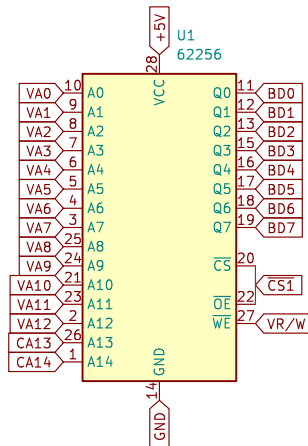 +5V
U1
62256
28
VCC
VA0 10 A0 Q0 11 BD0
VA1 9 A1 Q1 12 BD1
VA2 8 A2 Q2 13 BD2
VA3 7 A3 Q3 15 BD3
VA4 6 A4 Q4 16 BD4
VA5 5 A5 Q5 17 BD5
VA6 4 A6 Q6 18 BD6
VA7 3 A7 Q7 19 BD7
VA8 25 A8
VA9 24 A9 C̅S̅ 20
VA10 21 A10 C̅S̅1̅
VA11 23 A11 O̅E̅ 22
VA12 2 A12 W̅E̅ 27 VR/W
CA13 26 A13
CA14 1 A14
GND
14
GND